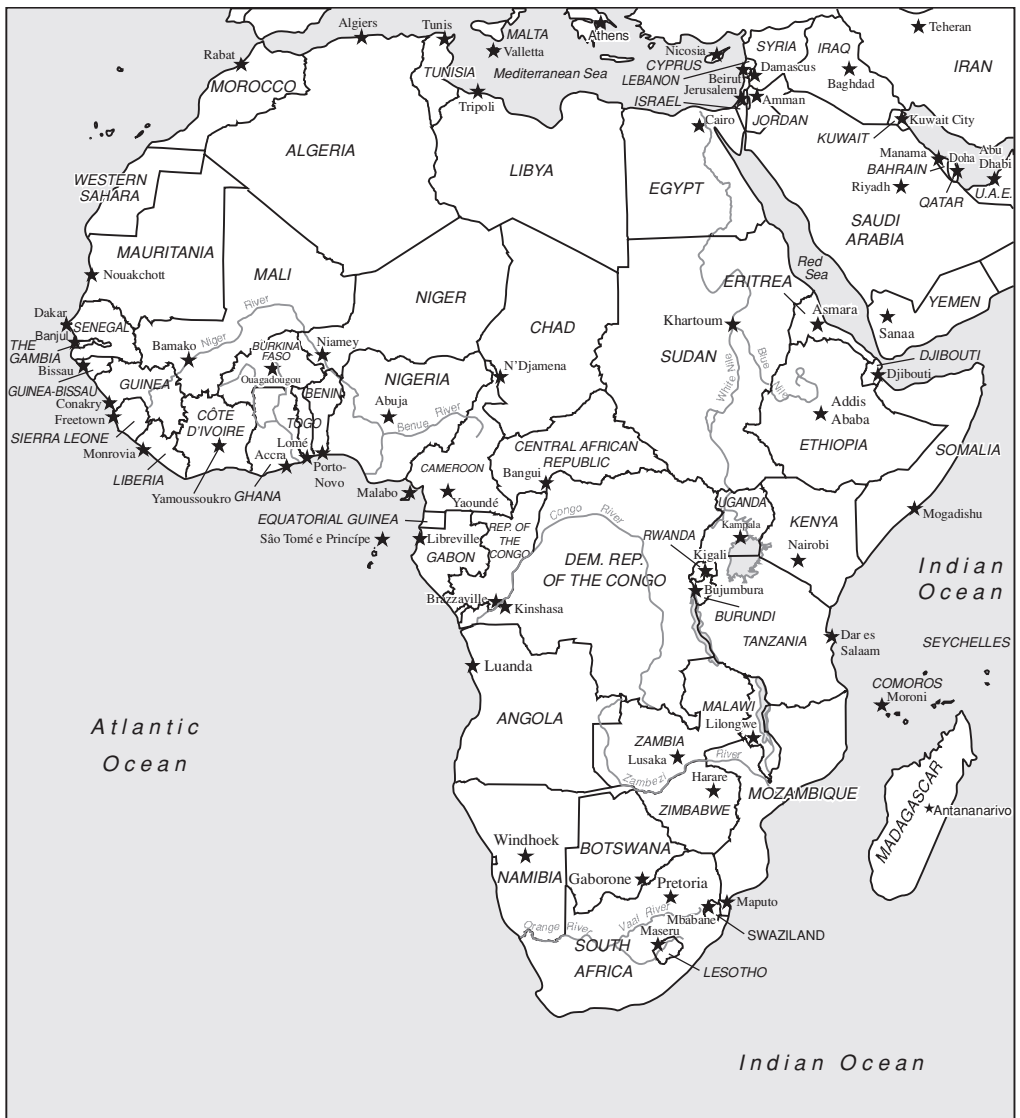 Algiers
Tunis
MALTA
Valletta
Athens
Nicosia
CYPRUS
SYRIA
IRAQ
Teheran
Rabat
MOROCCO
TUNISIA
Mediterranean Sea
LEBANON
Beirut
Damascus
Baghdad
IRAN
Tripoli
Jerusalem
ISRAEL
Amman
JORDAN
Cairo
KUWAIT
Kuwait City
ALGERIA
LIBYA
EGYPT
Manama
BAHRAIN
Doha
Abu
Dhabi
Riyadh
QATAR
U.A.E.
WESTERN
SAHARA
SAUDI
ARABIA
MAURITANIA
Nouakchott
MALI
NIGER
CHAD
Red
Sea
ERITREA
Asmara
YEMEN
Sanaa
Dakar
SENEGAL
Banjul
THE
GAMBIA
Bissau
GUINEA-BISSAU
Niger
River
Bamako
BURKINA
FASO
Ouagadougou
Niamey
Khartoum
SUDAN
White Nile
Blue
Nile
DJIBOUTI
Djibouti
N'Djamena
NIGERIA
Abuja
Benue River
GUINEA
Conakry
Freetown
SIERRA LEONE
Monrovia
LIBERIA
CÔTE
D'IVOIRE
Yamoussoukro
GHANA
Accra
TOGO
Lomé
BENIN
Porto-
Novo
Addis
Ababa
ETHIOPIA
SOMALIA
CENTRAL AFRICAN
REPUBLIC
Bangui
CAMEROON
Yaoundé
Malabo
EQUATORIAL GUINEA
Sâo Tomé e Princípe
Libreville
GABON
REP. OF
THE
CONGO
Congo
River
UGANDA
Kampala
KENYA
Nairobi
Mogadishu
RWANDA
Kigali
DEM. REP.
OF THE CONGO
Bujumbura
BURUNDI
Brazzaville
Kinshasa
TANZANIA
Dar es
Salaam
Indian
Ocean
SEYCHELLES
Luanda
ANGOLA
COMOROS
Moroni
MALAWI
Lilongwe
ZAMBIA
Lusaka
Zambezi
River
Harare
ZIMBABWE
MOZAMBIQUE
MADAGASCAR
Antananarivo
Atlantic
Ocean
Windhoek
NAMIBIA
BOTSWANA
Gaborone
Pretoria
Maputo
Mbabane
SWAZILAND
Orange River
Vaal River
Maseru
SOUTH
AFRICA
LESOTHO
Indian Ocean